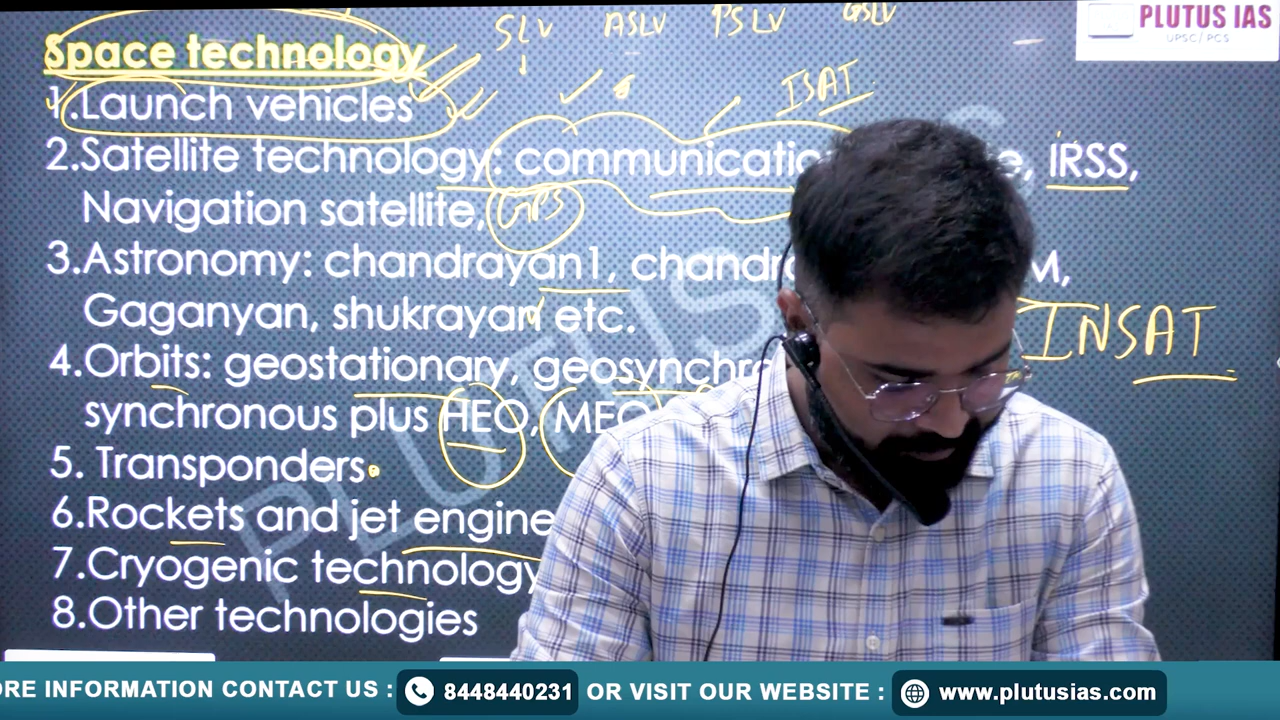 SLV ASLV PSLV GSLV
PLUTUS IAS
UPSC/PCS
Space technology
ISAT
1.Launch vehicles
2.Satellite technology: communicatio e, IRSS,
Navigation satellite, GPS
3.Astronomy: chandrayan1, chandr M,
Gaganyan, shukrayan etc.
INSAT
4.Orbits: geostationary, geosynchr
synchronous plus HEO, MEO
5. Transponders
6.Rockets and jet engine
7.Cryogenic technology
8.Other technologies
PLUTUS
ORE INFORMATION CONTACT US : 8448440231 OR VISIT OUR WEBSITE : www.plutusias.com